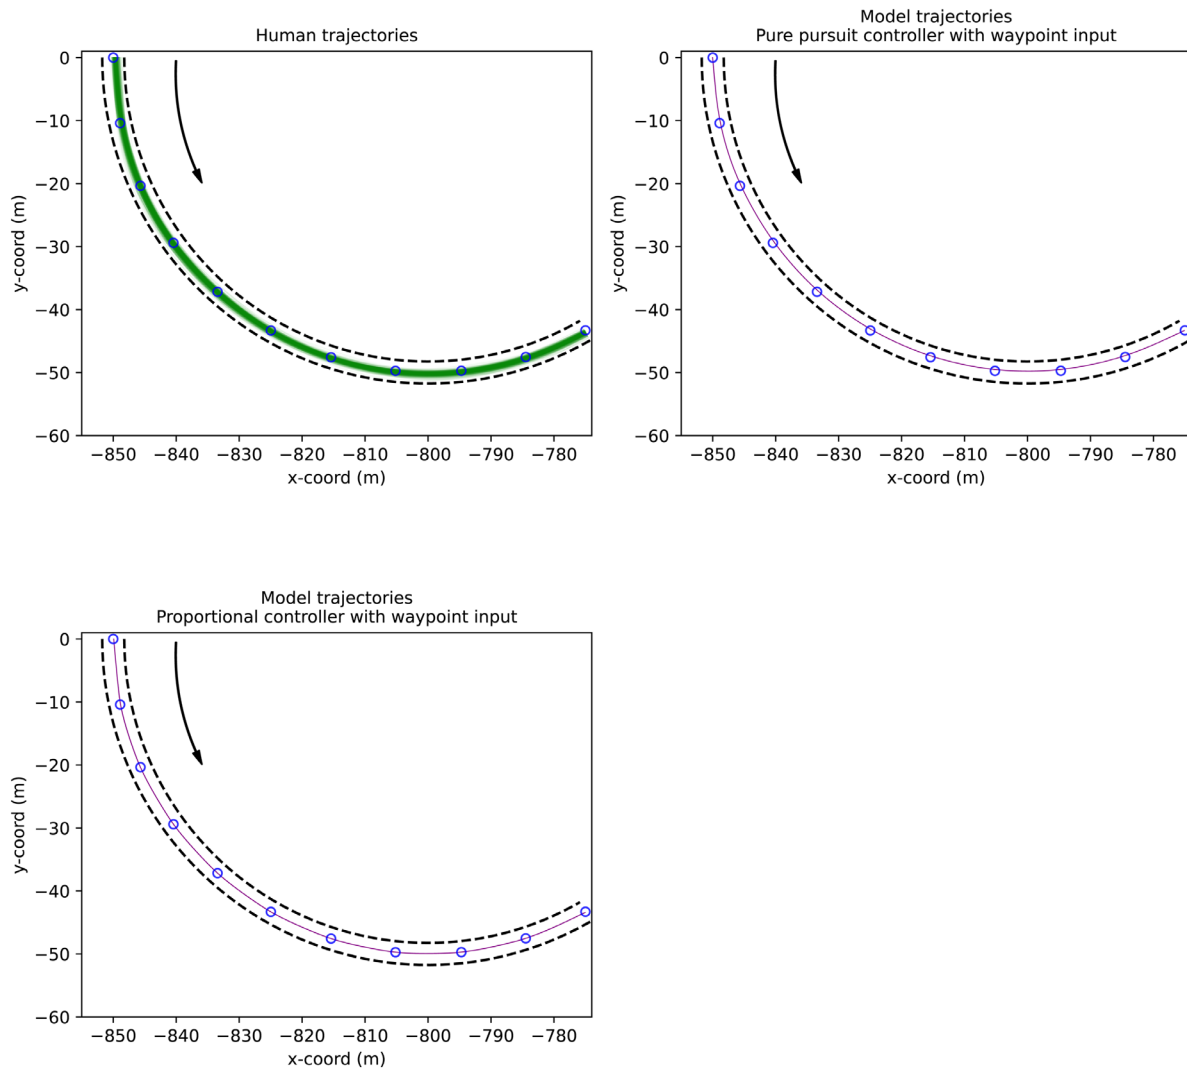 Human trajectories
0
−10
−20
−30
−40
−50
−60
y-coord (m)
−850 −840 −830 −820 −810 −800 −790 −780
x-coord (m)
Model trajectories
Pure pursuit controller with waypoint input
0
−10
−20
−30
−40
−50
−60
y-coord (m)
−850 −840 −830 −820 −810 −800 −790 −780
x-coord (m)
Model trajectories
Proportional controller with waypoint input
0
−10
−20
−30
−40
−50
−60
y-coord (m)
−850 −840 −830 −820 −810 −800 −790 −780
x-coord (m)